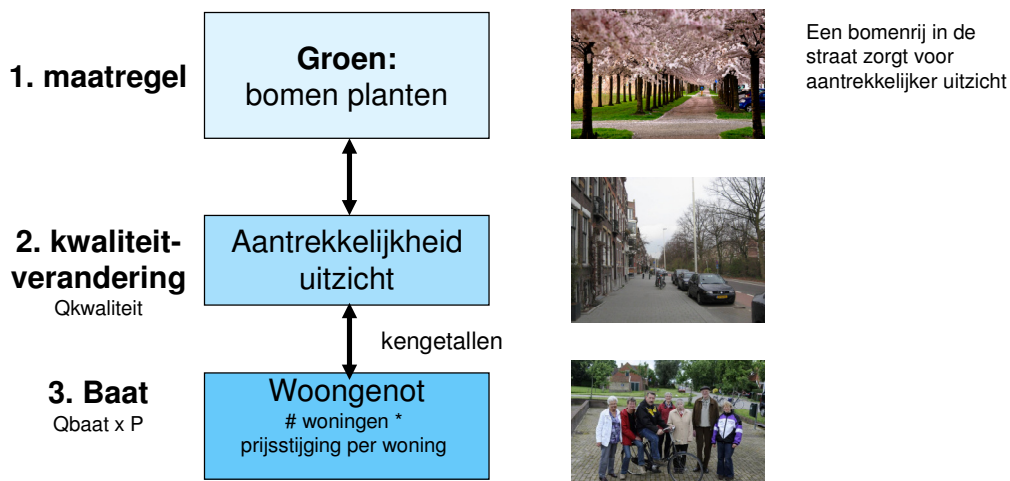 1. maatregel
Groen:
bomen planten
Een bomenrij in de
straat zorgt voor
aantrekkelijker uitzicht
2. kwaliteit-
verandering
Qkwaliteit
Aantrekkelijkheid
uitzicht
kengetallen
3. Baat
Qbaat x P
Woongenot
# woningen *
prijsstijging per woning